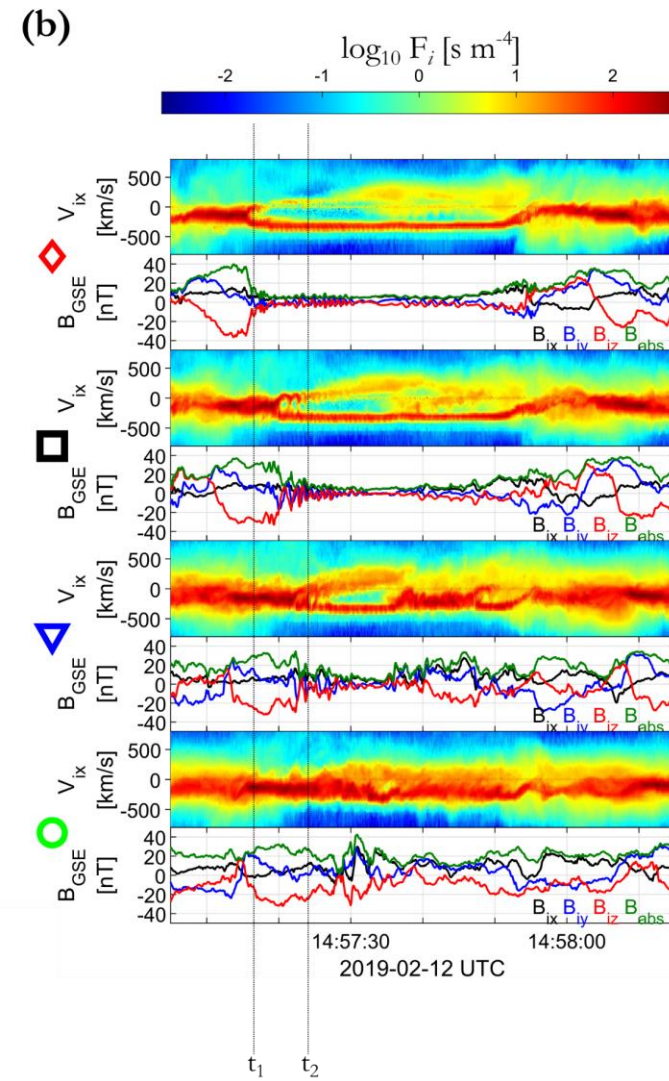 (b)
log₁₀ Fᵢ [s m⁻⁴]
-2 -1 0 1 2
Vix [km/s]
500
0
-500
BGSE [nT]
40
20
0
-20
-40
Bix Biy Biz Babs
Vix [km/s]
500
0
-500
BGSE [nT]
40
20
0
-20
-40
Bix Biy Biz Babs
Vix [km/s]
500
0
-500
BGSE [nT]
40
20
0
-20
-40
Bix Biy Biz Babs
Vix [km/s]
500
0
-500
BGSE [nT]
40
20
0
-20
-40
Bix Biy Biz Babs
14:57:30 14:58:00
2019-02-12 UTC
t₁ t₂